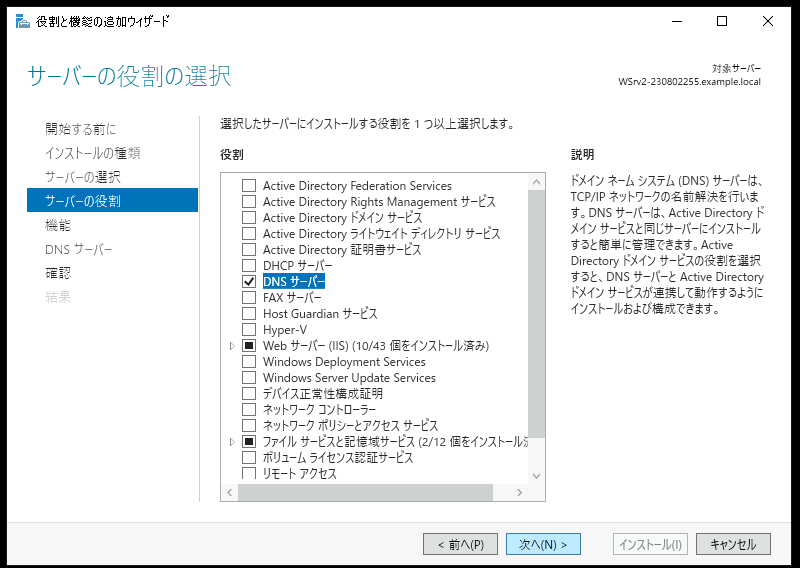 役割と機能の追加ウィザード
サーバーの役割の選択
対象サーバー
WSrv2-230802255.example.local
開始する前に
インストールの種類
サーバーの選択
サーバーの役割
機能
DNS サーバー
確認
結果
選択したサーバーにインストールする役割を 1 つ以上選択します。
役割
Active Directory Federation Services
Active Directory Rights Management サービス
Active Directory ドメイン サービス
Active Directory ライトウェイト ディレクトリ サービス
Active Directory 証明書サービス
DHCP サーバー
DNS サーバー
FAX サーバー
Host Guardian サービス
Hyper-V
Web サーバー (IIS) (10/43 個をインストール済み)
Windows Deployment Services
Windows Server Update Services
デバイス正常性構成証明
ネットワーク コントローラー
ネットワーク ポリシーとアクセス サービス
ファイル サービスと記憶域サービス (2/12 個をインストール済
ボリューム ライセンス認証サービス
リモート アクセス
説明
ドメイン ネーム システム (DNS) サーバーは、
TCP/IP ネットワークの名前解決を行いま
す。DNS サーバーは、Active Directory ド
メイン サービスと同じサーバーにインストール
すると簡単に管理できます。Active
Directory ドメイン サービスの役割を選択
すると、DNS サーバーと Active Directory
ドメイン サービスが連携して動作するように
インストールおよび構成できます。
< 前へ(P)
次へ(N) >
インストール(I)
キャンセル